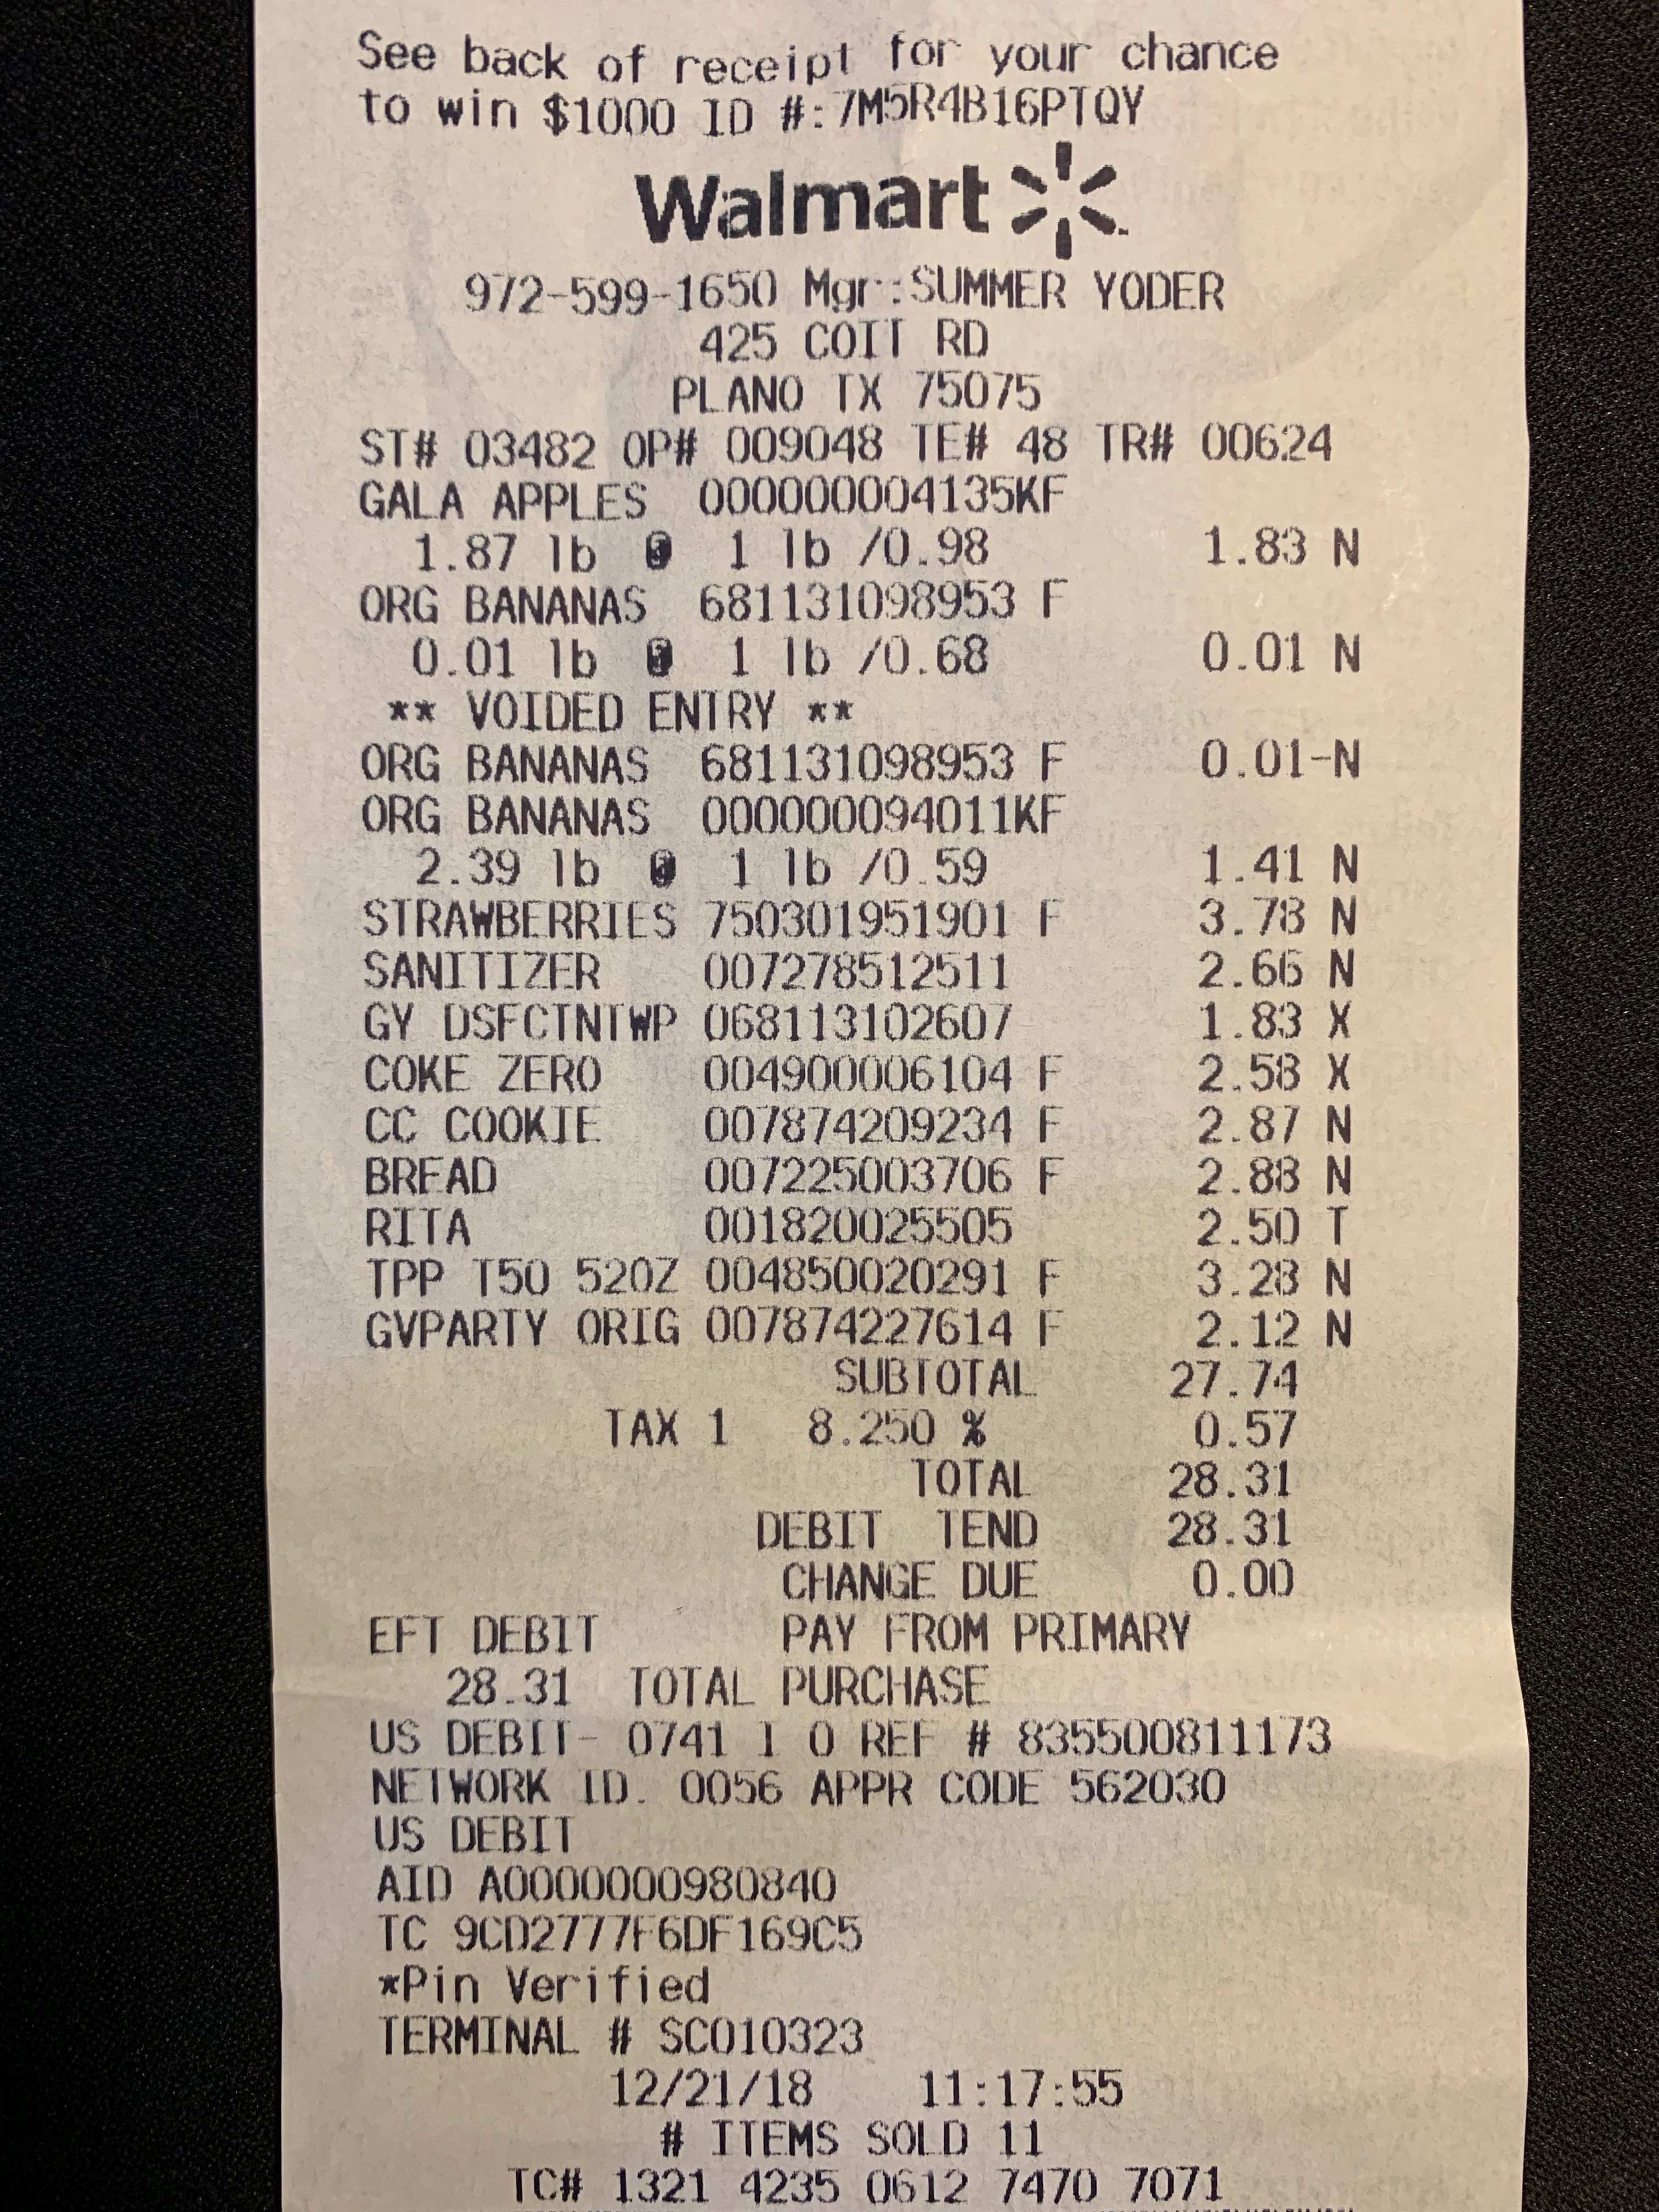 See back of receipt for your chance
to win $1000 ID #:7M5R4B16PTQY
Walmart
972-599-1650 Mgr:SUMMER YODER
425 COIT RD
PLANO TX 75075
ST# 03482 OP# 009048 TE# 48 TR# 00624
GALA APPLES 000000004135KF
1.87 lb @ 1 lb /0.98 1.83 N
ORG BANANAS 681131098953 F
0.01 lb @ 1 lb /0.68 0.01 N
** VOIDED ENTRY **
ORG BANANAS 681131098953 F 0.01-N
ORG BANANAS 000000094011KF
2.39 lb @ 1 lb /0.59 1.41 N
STRAWBERRIES 750301951901 F 3.78 N
SANITIZER 007278512511 2.66 N
GY DSFCTNTWP 068113102607 1.83 X
COKE ZERO 004900006104 F 2.58 X
CC COOKIE 007874209234 F 2.87 N
BREAD 007225003706 F 2.88 N
RITA 001820025505 2.50 T
TPP T50 52OZ 004850020291 F 3.28 N
GVPARTY ORIG 007874227614 F 2.12 N
SUBTOTAL 27.74
TAX 1 8.250 % 0.57
TOTAL 28.31
DEBIT TEND 28.31
CHANGE DUE 0.00
EFT DEBIT PAY FROM PRIMARY
28.31 TOTAL PURCHASE
US DEBIT- 0741 I 0 REF # 835500811173
NETWORK ID. 0056 APPR CODE 562030
US DEBIT
AID A0000000980840
TC 9CD2777F6DF169C5
*Pin Verified
TERMINAL # SC010323
12/21/18 11:17:55
# ITEMS SOLD 11
TC# 1321 4235 0612 7470 7071